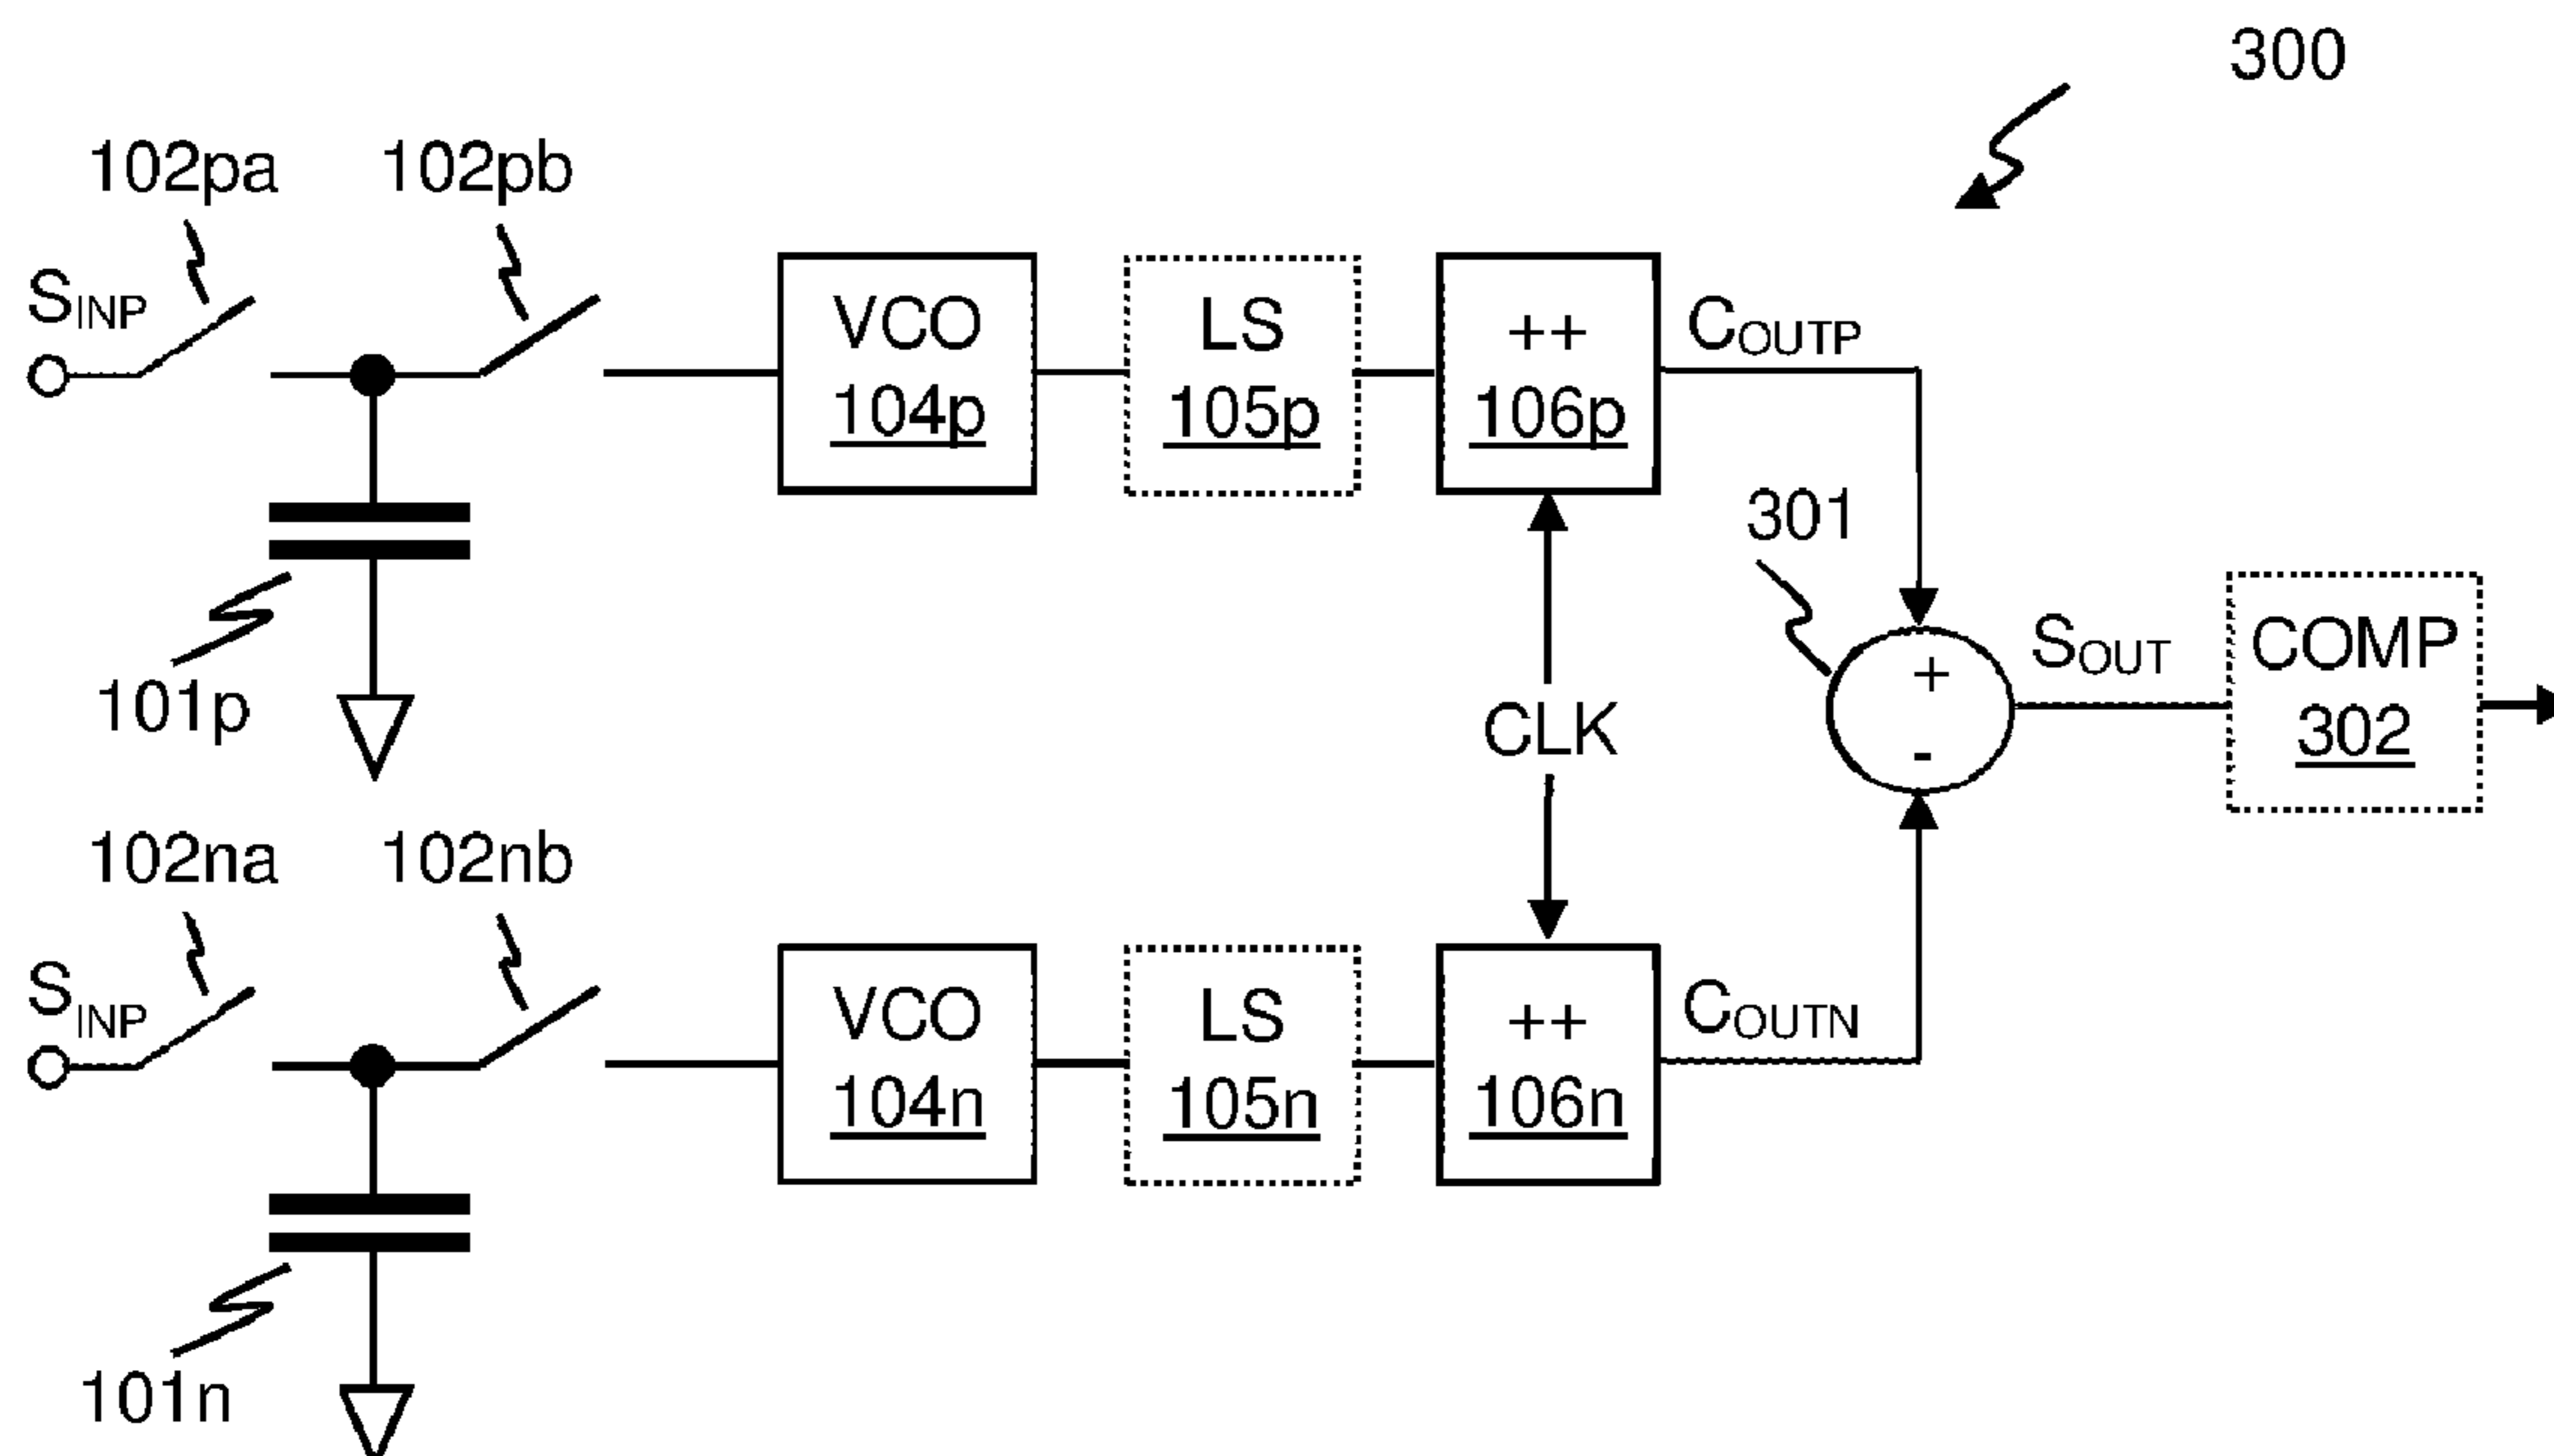 300
102pa 102pb
SINP
VCO
104p
LS
105p
++
106p
COUTP
301
101p
CLK
+
-
SOUT
COMP
302
102na 102nb
SINP
VCO
104n
LS
105n
++
106n
COUTN
101n